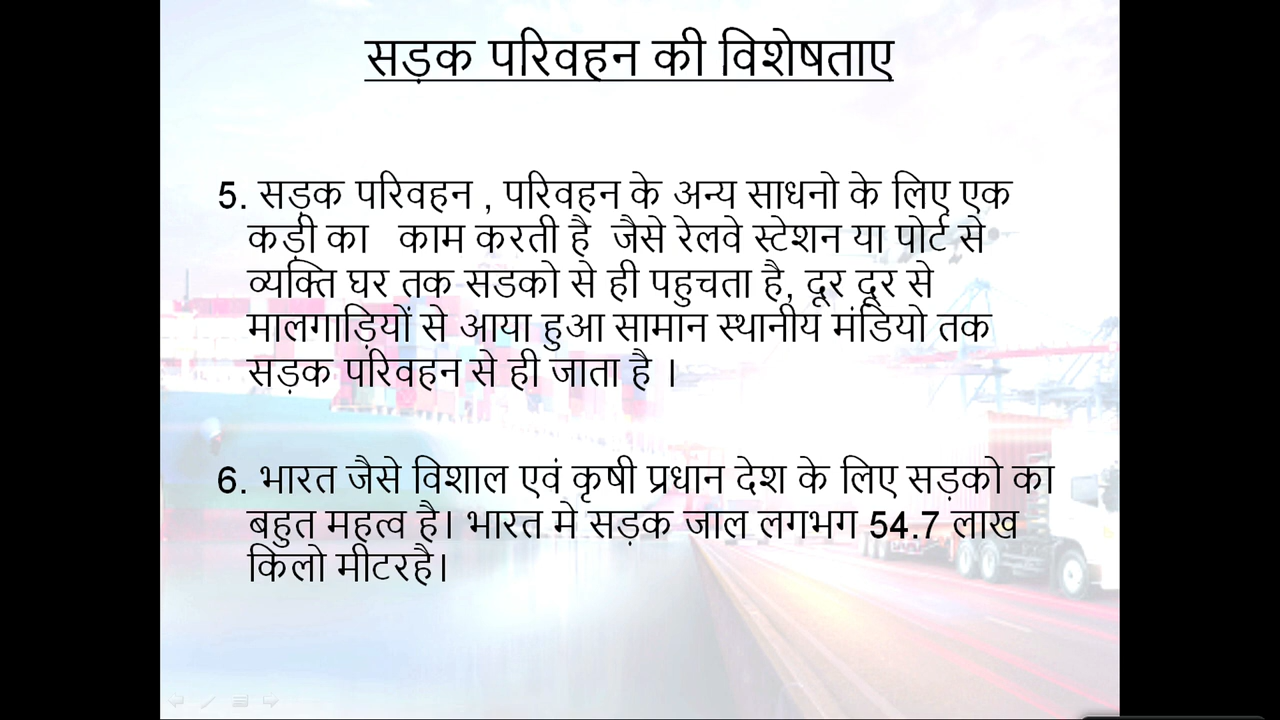 सड़क परिवहन की विशेषताए
5. सड़क परिवहन , परिवहन के अन्य साधनो के लिए एक
कड़ी का काम करती है जैसे रेलवे स्टेशन या पोर्ट से
व्यक्ति घर तक सडको से ही पहुचता है, दूर दूर से
मालगाड़ियों से आया हुआ सामान स्थानीय मंडियो तक
सड़क परिवहन से ही जाता है ।
6. भारत जैसे विशाल एवं कृषी प्रधान देश के लिए सड़को का
बहुत महत्व है। भारत मे सड़क जाल लगभग 54.7 लाख
किलो मीटरहै।